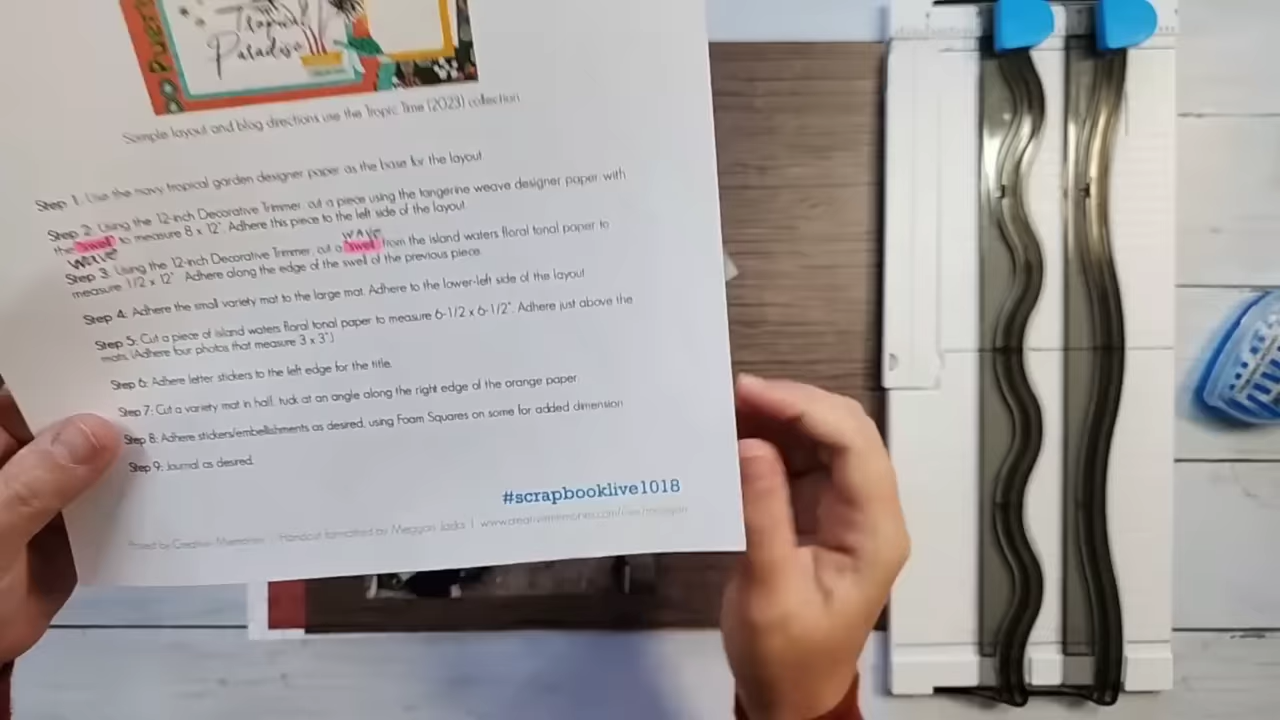 Tropical
Paradise
Sample layout and blog directions use the Tropic Time (2023) collection
Step 1: Use the navy tropical garden designer paper as the base for the layout.
Step 2: Using the 12-inch Decorative Trimmer, cut a piece using the tangerine weave designer paper with
the swell to measure 8 x 12". Adhere this piece to the left side of the layout.
wave
wave
Step 3: Using the 12-inch Decorative Trimmer, cut a swell from the island waters floral tonal paper to
measure 1/2 x 12". Adhere along the edge of the swell of the previous piece.
Step 4: Adhere the small variety mat to the large mat. Adhere to the lower-left side of the layout
Step 5: Cut a piece of island waters floral tonal paper to measure 6-1/2 x 6-1/2". Adhere just above the
mats. (Adhere four photos that measure 3 x 3".)
Step 6: Adhere letter stickers to the left edge for the title.
Step 7: Cut a variety mat in half, tuck at an angle along the right edge of the orange paper.
Step 8: Adhere stickers/embellishments as desired, using Foam Squares on some for added dimension
Step 9: Journal as desired.
#scrapbooklive1018
by Creative Memories | Handout formatted by Meggan Jacks |